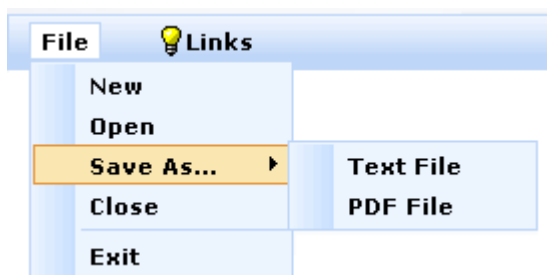 File Links
New
Open
Save As... Text File
Close PDF File
Exit